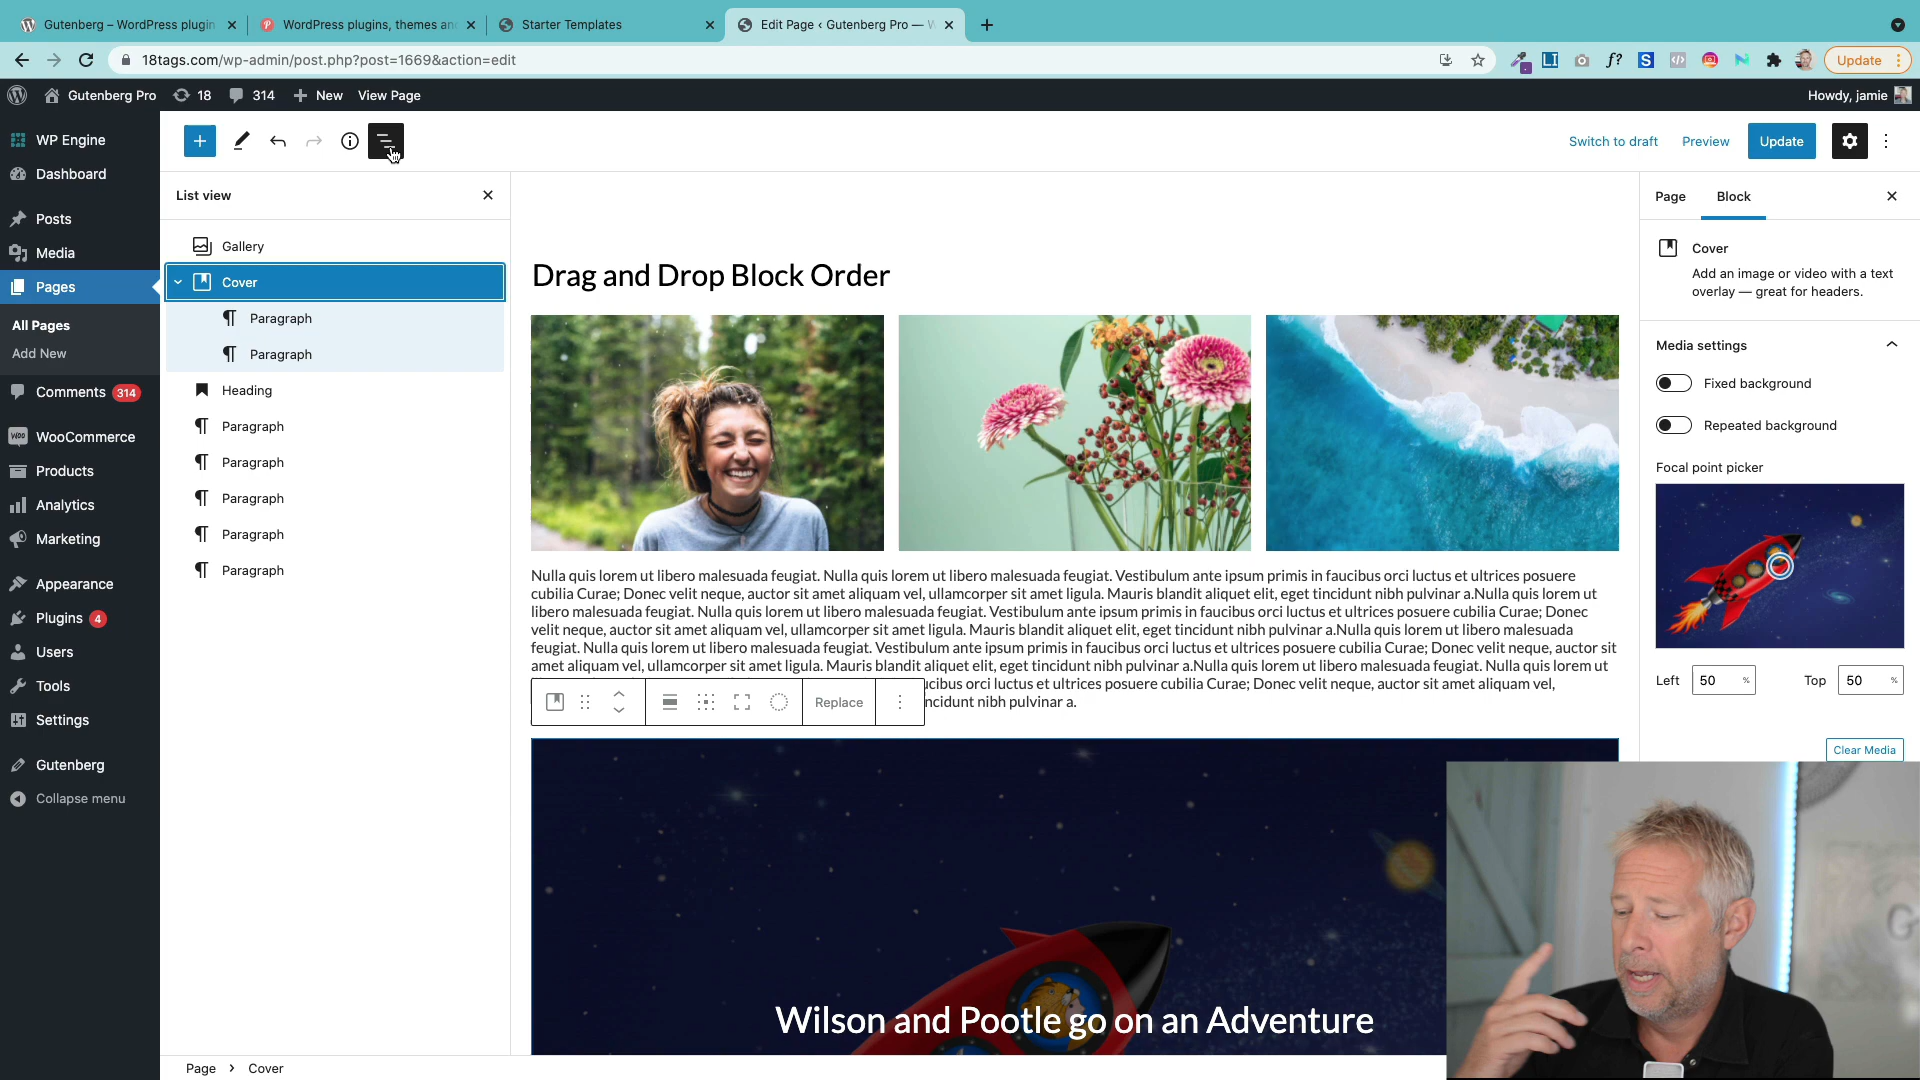 Gutenberg – WordPress plugin
WordPress plugins, themes an
Starter Templates
Edit Page ‹ Gutenberg Pro — W
18tags.com/wp-admin/post.php?post=1669&action=edit
f?
Update
Gutenberg Pro
18
314
New
View Page
Howdy, jamie
WP Engine
Dashboard
Posts
Media
Pages
All Pages
Add New
Comments 314
WooCommerce
Products
Analytics
Marketing
Appearance
Plugins 4
Users
Tools
Settings
Gutenberg
Collapse menu
Switch to draft
Preview
Update
List view
Gallery
Cover
Paragraph
Paragraph
Heading
Paragraph
Paragraph
Paragraph
Paragraph
Paragraph
Drag and Drop Block Order
Nulla quis lorem ut libero malesuada feugiat. Nulla quis lorem ut libero malesuada feugiat. Vestibulum ante ipsum primis in faucibus orci luctus et ultrices posuere
cubilia Curae; Donec velit neque, auctor sit amet aliquam vel, ullamcorper sit amet ligula. Mauris blandit aliquet elit, eget tincidunt nibh pulvinar a.Nulla quis lorem ut
libero malesuada feugiat. Nulla quis lorem ut libero malesuada feugiat. Vestibulum ante ipsum primis in faucibus orci luctus et ultrices posuere cubilia Curae; Donec
velit neque, auctor sit amet aliquam vel, ullamcorper sit amet ligula. Mauris blandit aliquet elit, eget tincidunt nibh pulvinar a.Nulla quis lorem ut libero malesuada
feugiat. Nulla quis lorem ut libero malesuada feugiat. Vestibulum ante ipsum primis in faucibus orci luctus et ultrices posuere cubilia Curae; Donec velit neque, auctor sit
amet aliquam vel, ullamcorper sit amet ligula. Mauris blandit aliquet elit, eget tincidunt nibh pulvinar a.Nulla quis lorem ut libero malesuada feugiat. Nulla quis lorem ut
ucibus orci luctus et ultrices posuere cubilia Curae; Donec velit neque, auctor sit amet aliquam vel,
ncidunt nibh pulvinar a.
Replace
Wilson and Pootle go on an Adventure
Page
Block
Cover
Add an image or video with a text
overlay — great for headers.
Media settings
Fixed background
Repeated background
Focal point picker
Left 50 %
Top 50 %
Clear Media
Page › Cover